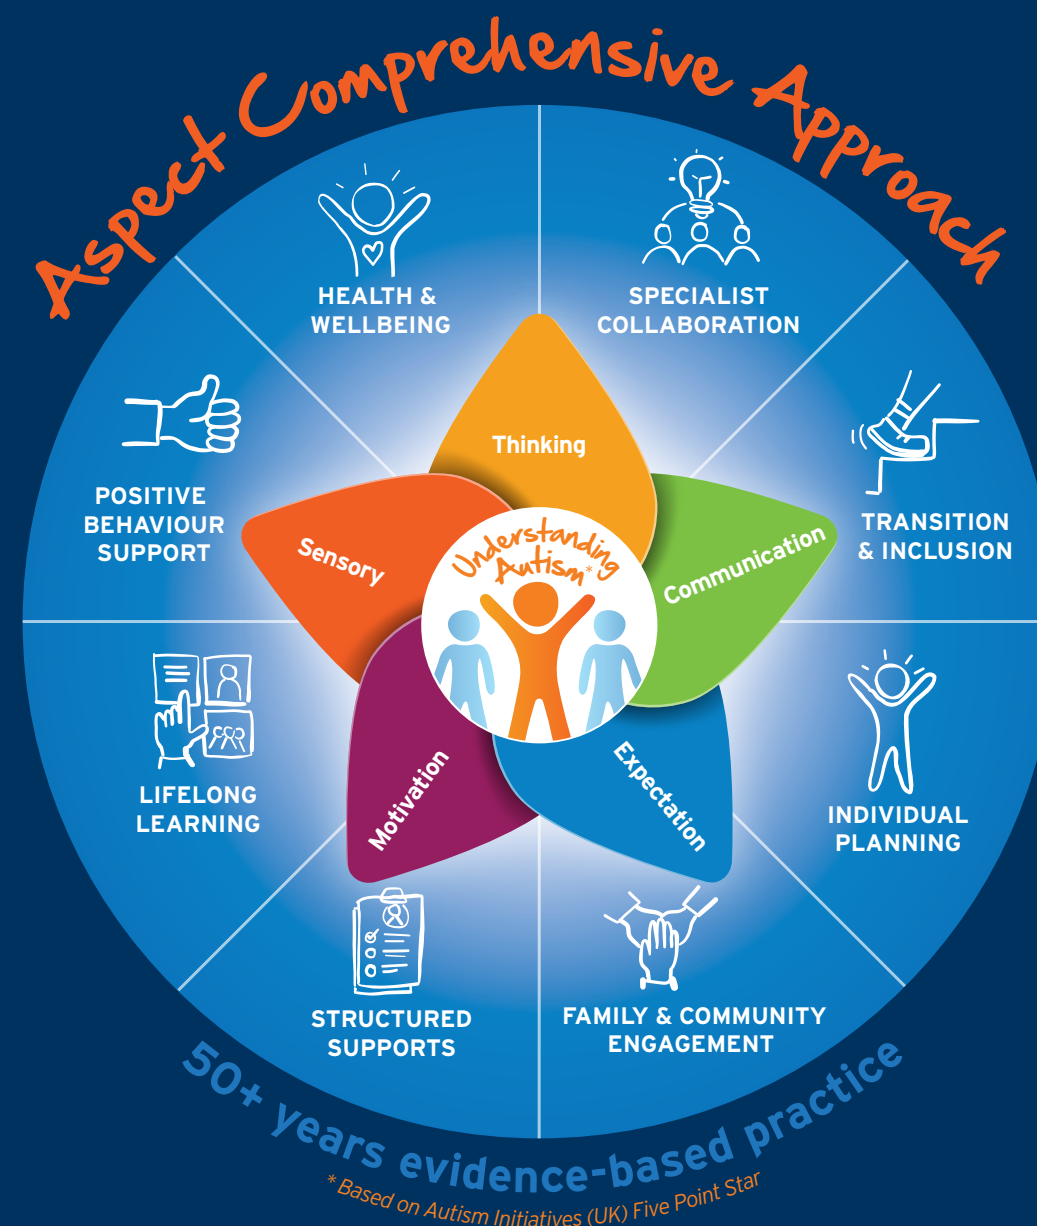 Aspect Comprehensive Approach
HEALTH &
WELLBEING
SPECIALIST
COLLABORATION
POSITIVE
BEHAVIOUR
SUPPORT
TRANSITION
& INCLUSION
Thinking
Sensory
Communication
Understanding
Autism*
Motivation
Expectation
LIFELONG
LEARNING
INDIVIDUAL
PLANNING
STRUCTURED
SUPPORTS
FAMILY & COMMUNITY
ENGAGEMENT
50+ years evidence-based practice
* Based on Autism Initiatives (UK) Five Point Star